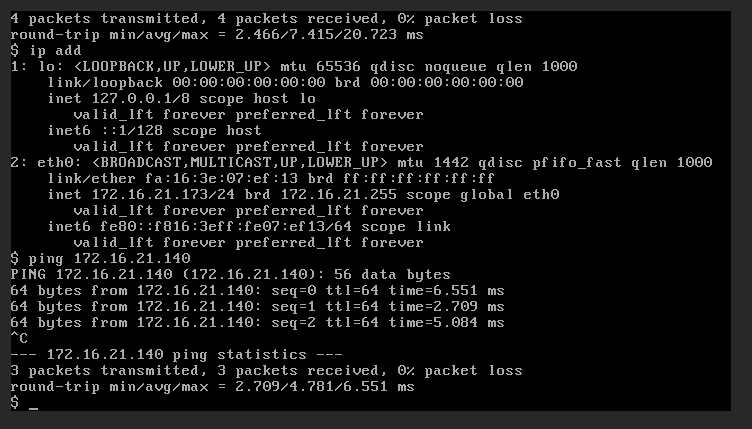 4 packets transmitted, 4 packets received, 0% packet loss
round-trip min/avg/max = 2.466/7.415/20.723 ms
$ ip add
1: lo: <LOOPBACK,UP,LOWER_UP> mtu 65536 qdisc noqueue qlen 1000
    link/loopback 00:00:00:00:00:00 brd 00:00:00:00:00:00
    inet 127.0.0.1/8 scope host lo
       valid_lft forever preferred_lft forever
    inet6 ::1/128 scope host
       valid_lft forever preferred_lft forever
2: eth0: <BROADCAST,MULTICAST,UP,LOWER_UP> mtu 1442 qdisc pfifo_fast qlen 1000
    link/ether fa:16:3e:07:ef:13 brd ff:ff:ff:ff:ff:ff
    inet 172.16.21.173/24 brd 172.16.21.255 scope global eth0
       valid_lft forever preferred_lft forever
    inet6 fe80::f816:3eff:fe07:ef13/64 scope link
       valid_lft forever preferred_lft forever
$ ping 172.16.21.140
PING 172.16.21.140 (172.16.21.140): 56 data bytes
64 bytes from 172.16.21.140: seq=0 ttl=64 time=6.551 ms
64 bytes from 172.16.21.140: seq=1 ttl=64 time=2.709 ms
64 bytes from 172.16.21.140: seq=2 ttl=64 time=5.084 ms
^C
--- 172.16.21.140 ping statistics ---
3 packets transmitted, 3 packets received, 0% packet loss
round-trip min/avg/max = 2.709/4.781/6.551 ms
$ _